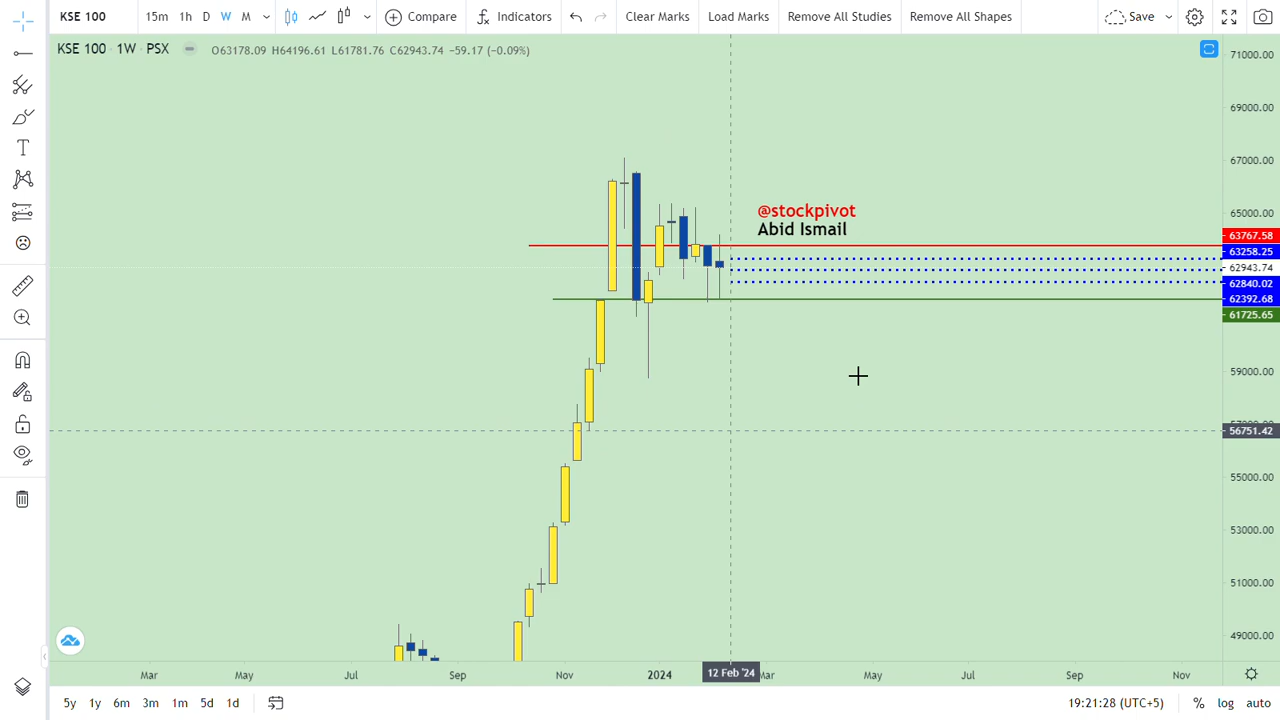 KSE 100 15m 1h D W M Compare Indicators Clear Marks Load Marks Remove All Studies Remove All Shapes Save
KSE 100 · 1W · PSX O63178.09 H64196.61 L61781.76 C62943.74 −59.17 (−0.09%)
71000.00
69000.00
67000.00
65000.00
@stockpivot
Abid Ismail
63767.58
63258.25
62943.74
62840.02
62392.68
61725.65
59000.00
56751.42
55000.00
53000.00
51000.00
49000.00
Mar May Jul Sep Nov 2024 12 Feb '24 Mar May Jul Sep Nov
5y 1y 6m 3m 1m 5d 1d 19:21:28 (UTC+5) % log auto